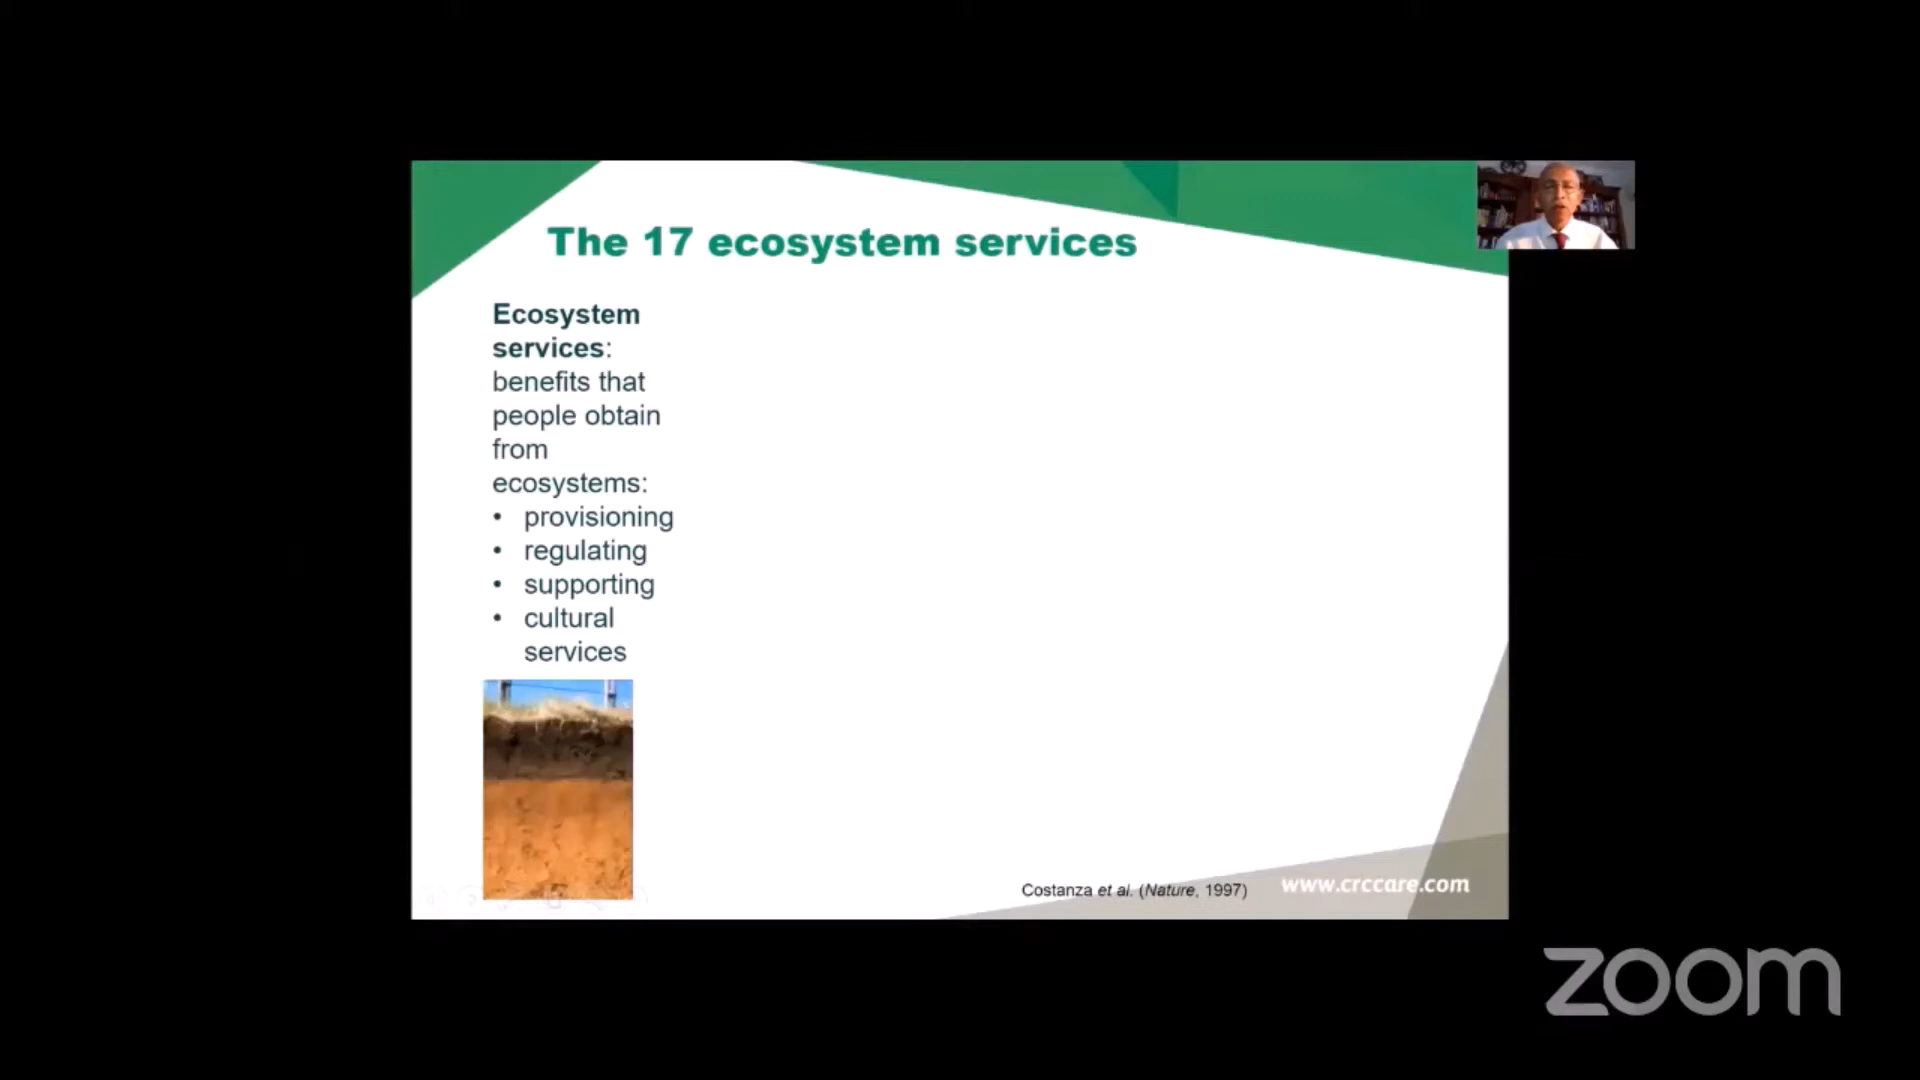 The 17 ecosystem services
Ecosystem
services:
benefits that
people obtain
from
ecosystems:
• provisioning
• regulating
• supporting
• cultural
services
Costanza et al. (Nature, 1997)
www.crccare.com
zoom